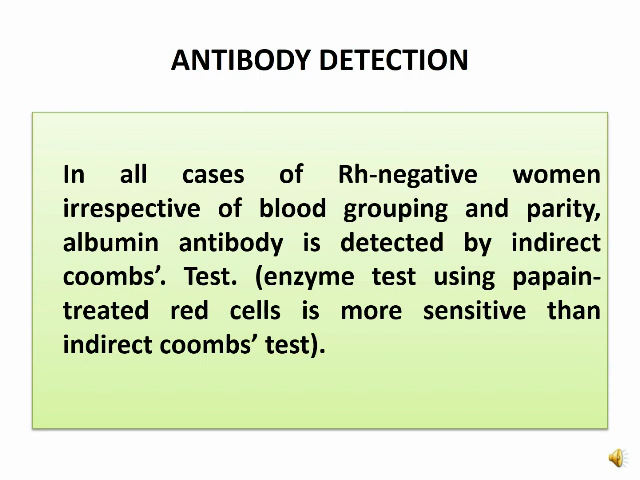 ANTIBODY DETECTION
In all cases of Rh-negative women
irrespective of blood grouping and parity,
albumin antibody is detected by indirect
coombs’. Test. (enzyme test using papain-
treated red cells is more sensitive than
indirect coombs’ test).